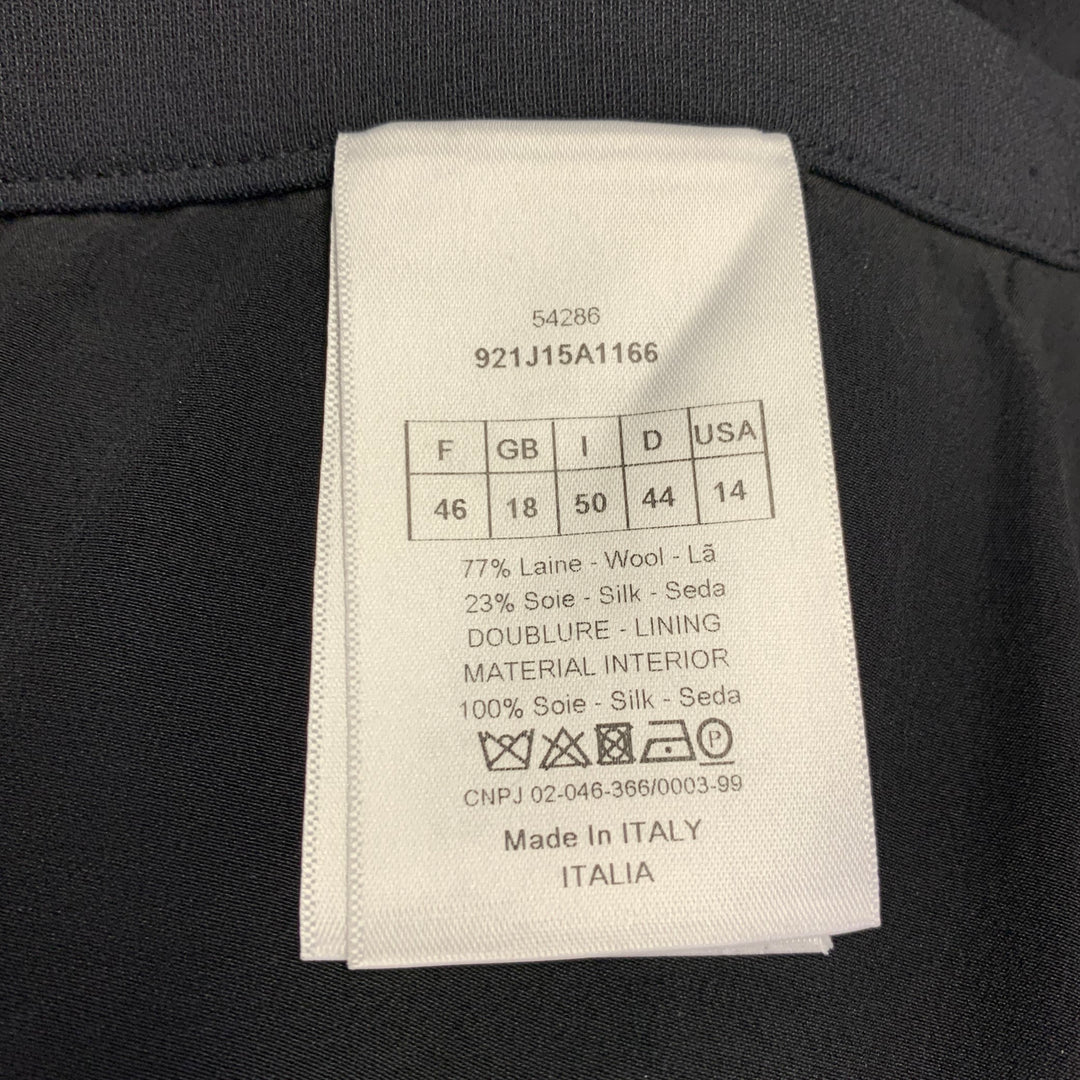 54286
921J15A1166
F GB I D USA
46 18 50 44 14
77% Laine - Wool - Lã
23% Soie - Silk - Seda
DOUBLURE - LINING
MATERIAL INTERIOR
100% Soie - Silk - Seda
P
CNPJ 02-046-366/0003-99
Made In ITALY
ITALIA